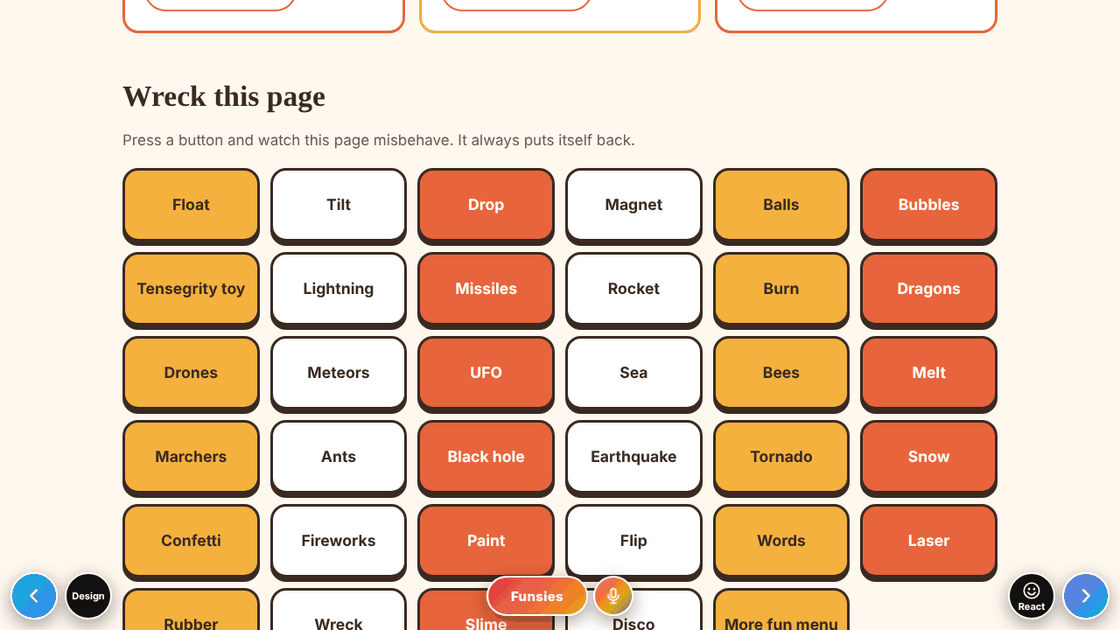 Wreck this page
Press a button and watch this page misbehave. It always puts itself back.
Float
Tilt
Drop
Magnet
Balls
Bubbles
Tensegrity toy
Lightning
Missiles
Rocket
Burn
Dragons
Drones
Meteors
UFO
Sea
Bees
Melt
Marchers
Ants
Black hole
Earthquake
Tornado
Snow
Confetti
Fireworks
Paint
Flip
Words
Laser
Design
Funsies
React
Rubber
Wreck
Slime
Disco
More fun menu